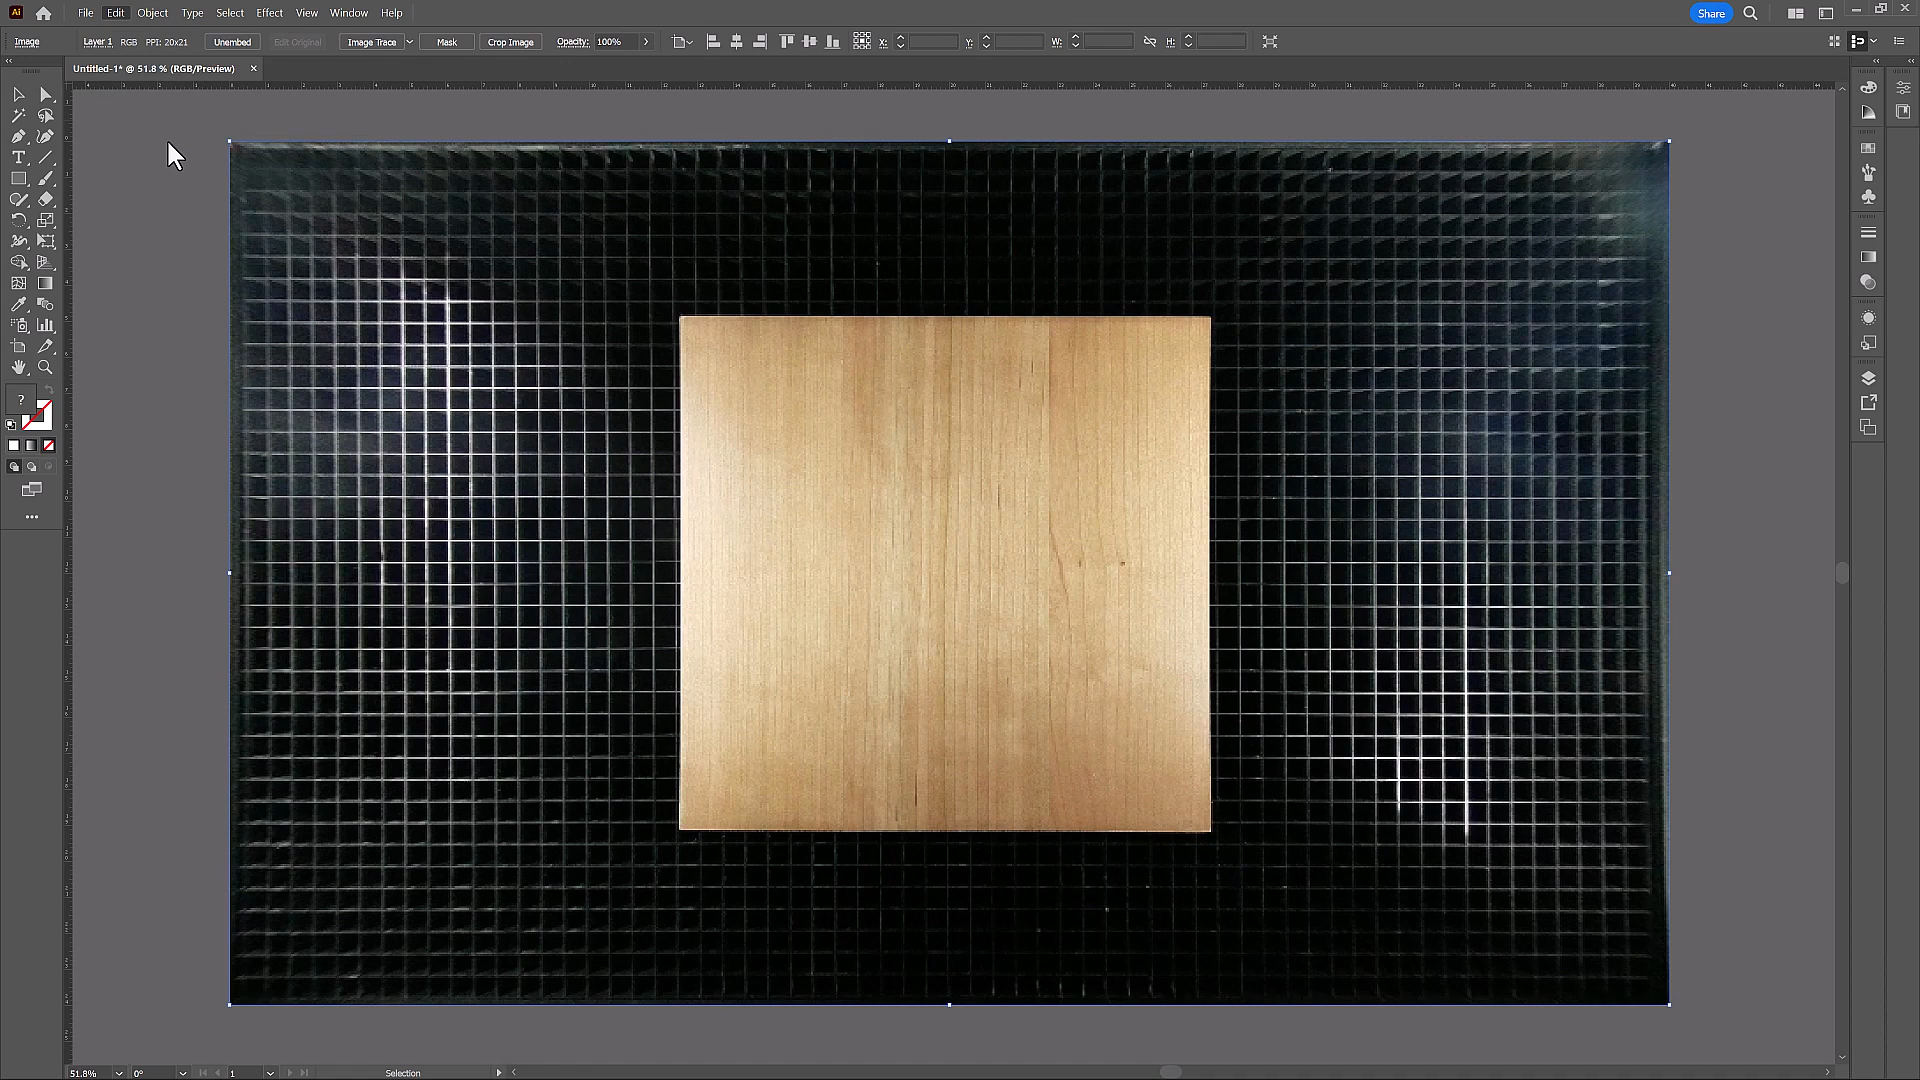 Ai File Edit Object Type Select Effect View Window Help Share
Image Layer 1 RGB PPI: 20x21 Unembed Edit Original Image Trace Mask Crop Image Opacity: 100% X: Y: W: H:
Untitled-1* @ 51.8 % (RGB/Preview)
T
?
51.8% 0° 1 Selection